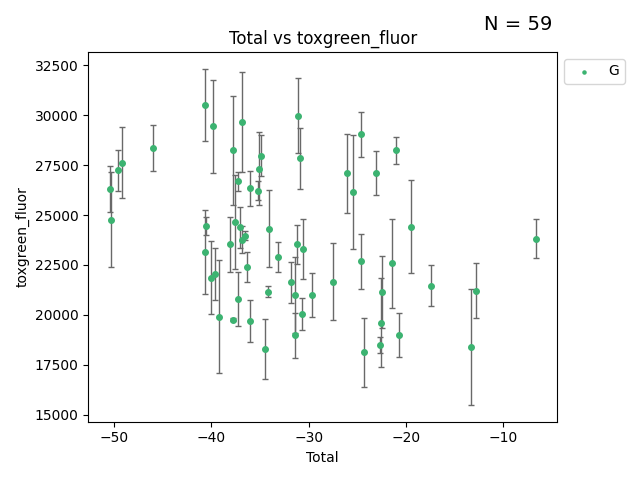 N = 59
Total vs toxgreen_fluor
G
toxgreen_fluor
32500
30000
27500
25000
22500
20000
17500
15000
−50 −40 −30 −20 −10
Total